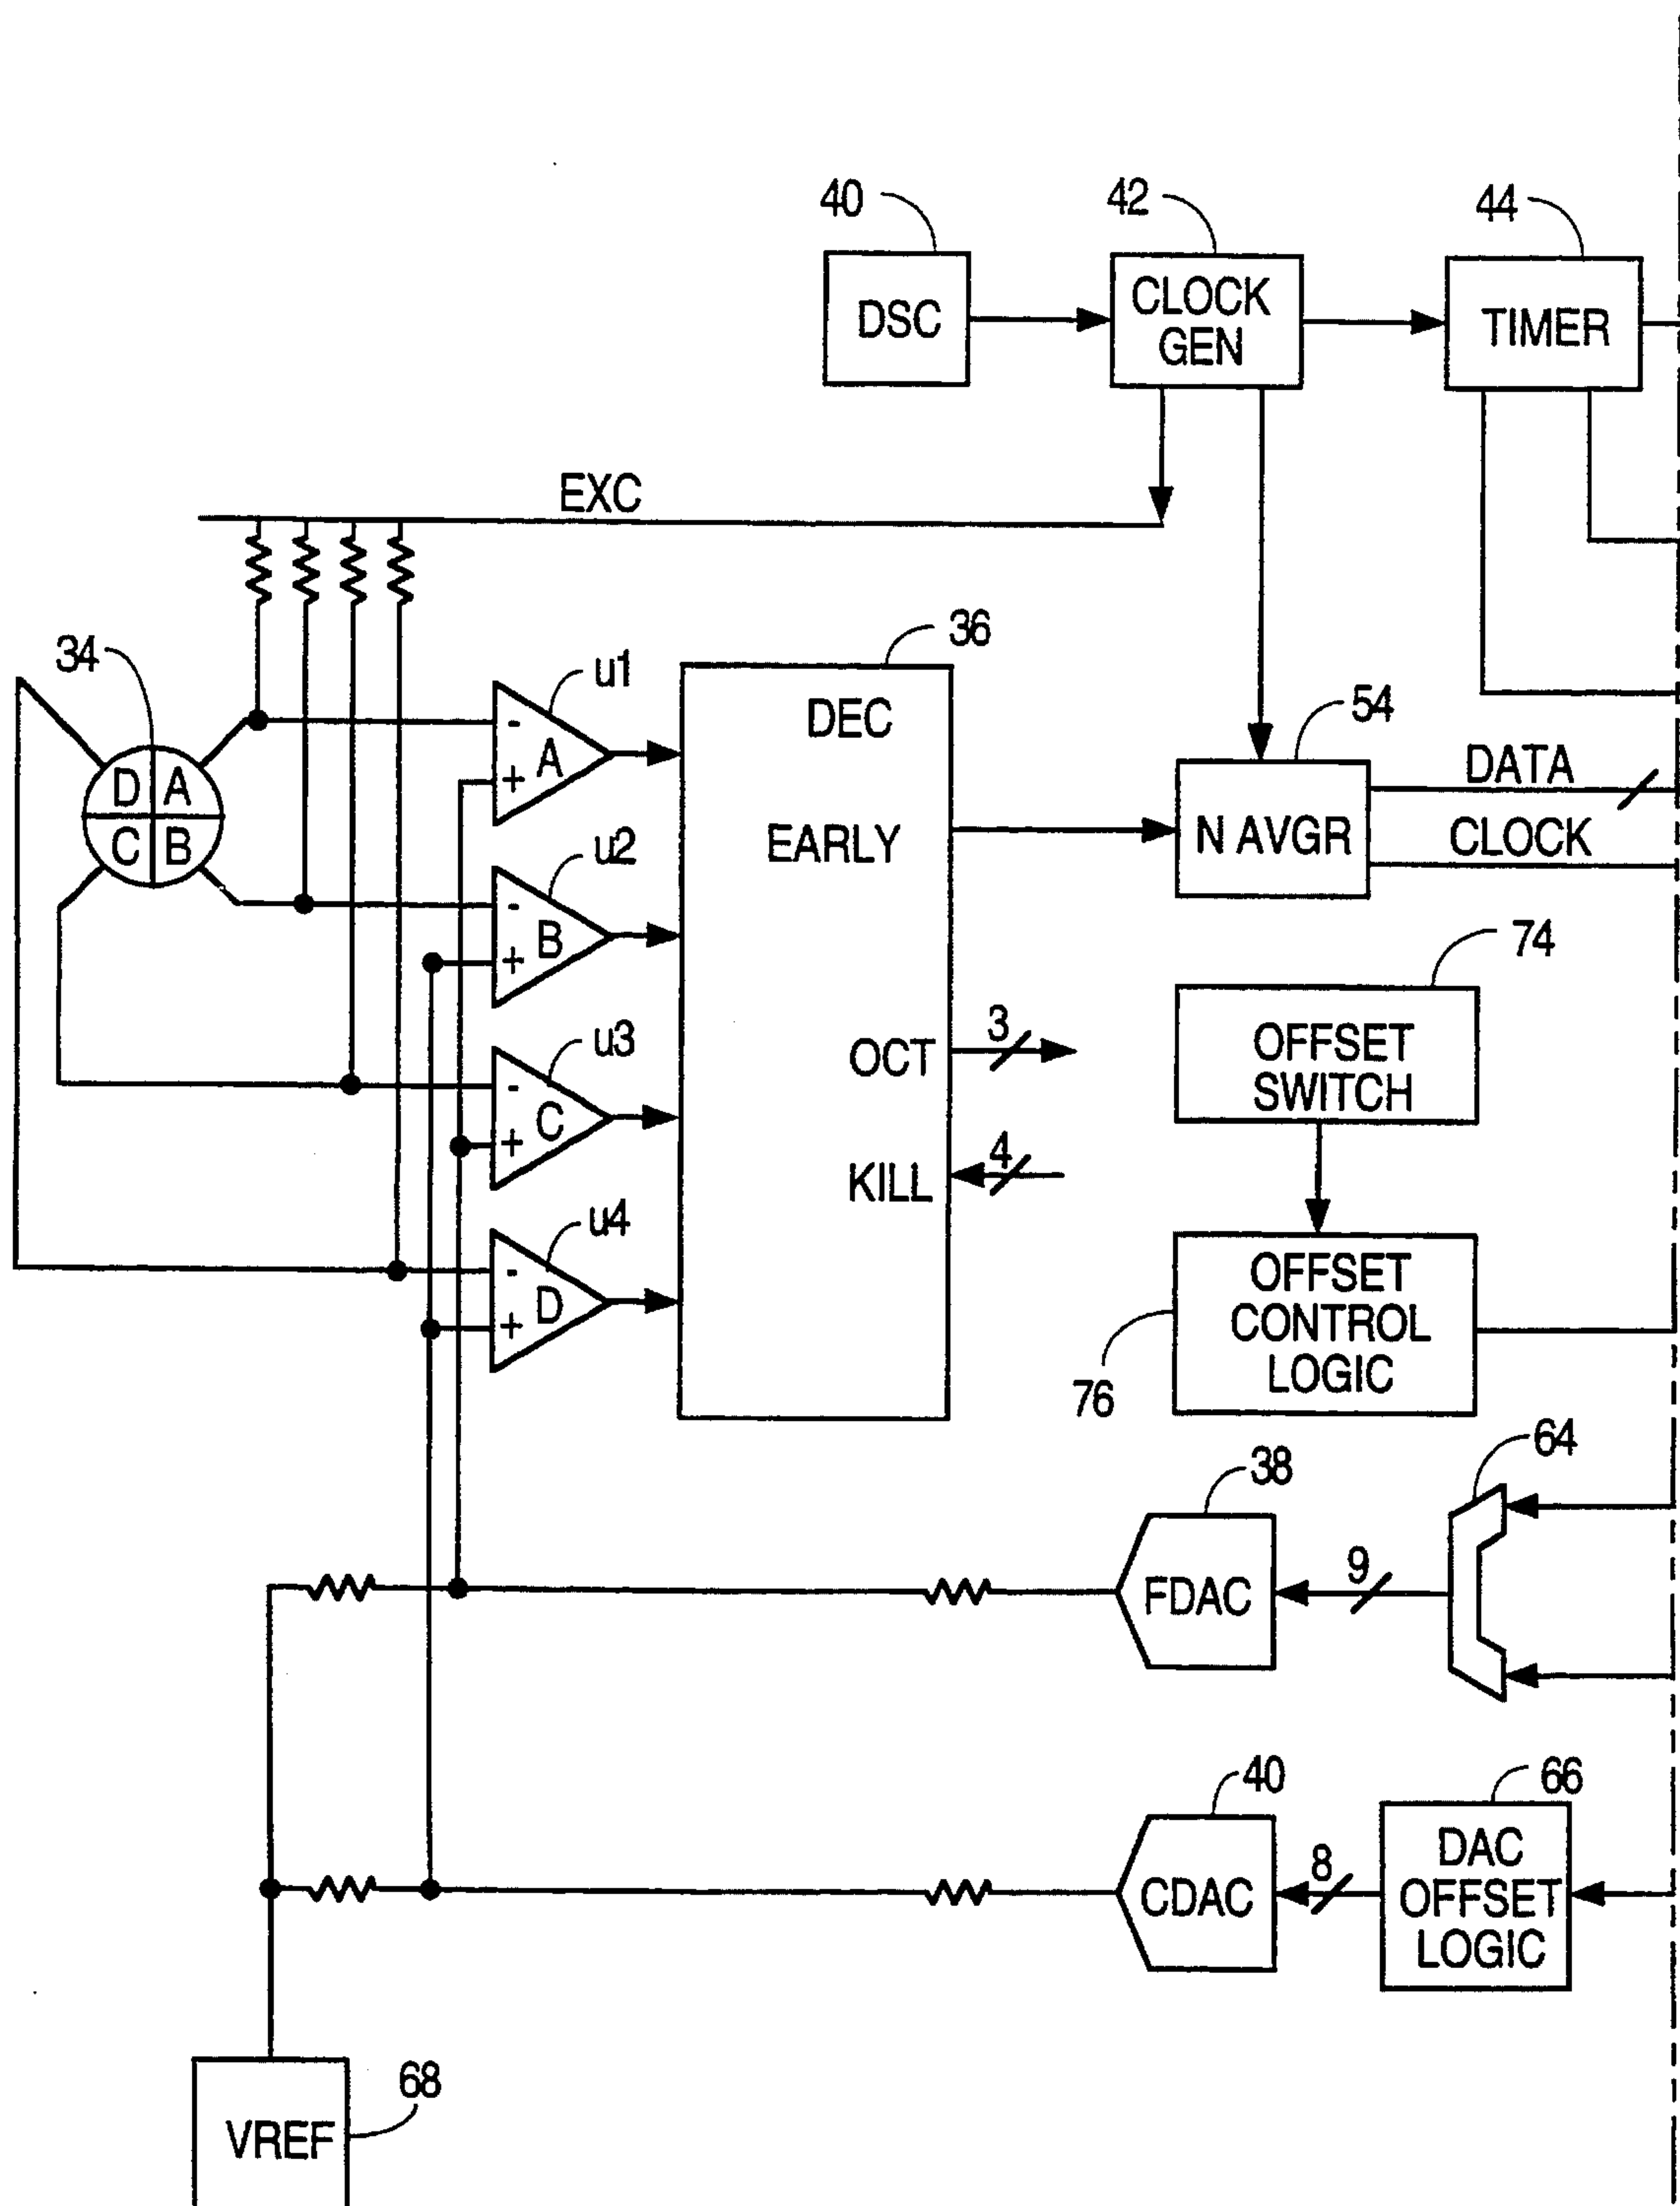 40
42
44
DSC
CLOCK
GEN
TIMER
EXC
34
u1
36
DEC
54
D A
C B
-
A
+
DATA
EARLY
N AVGR
CLOCK
u2
-
B
+
74
OFFSET
SWITCH
u3
OCT
3
-
C
+
KILL
4
u4
-
D
+
OFFSET
CONTROL
LOGIC
76
64
38
FDAC
9
40
66
CDAC
8
DAC
OFFSET
LOGIC
68
VREF